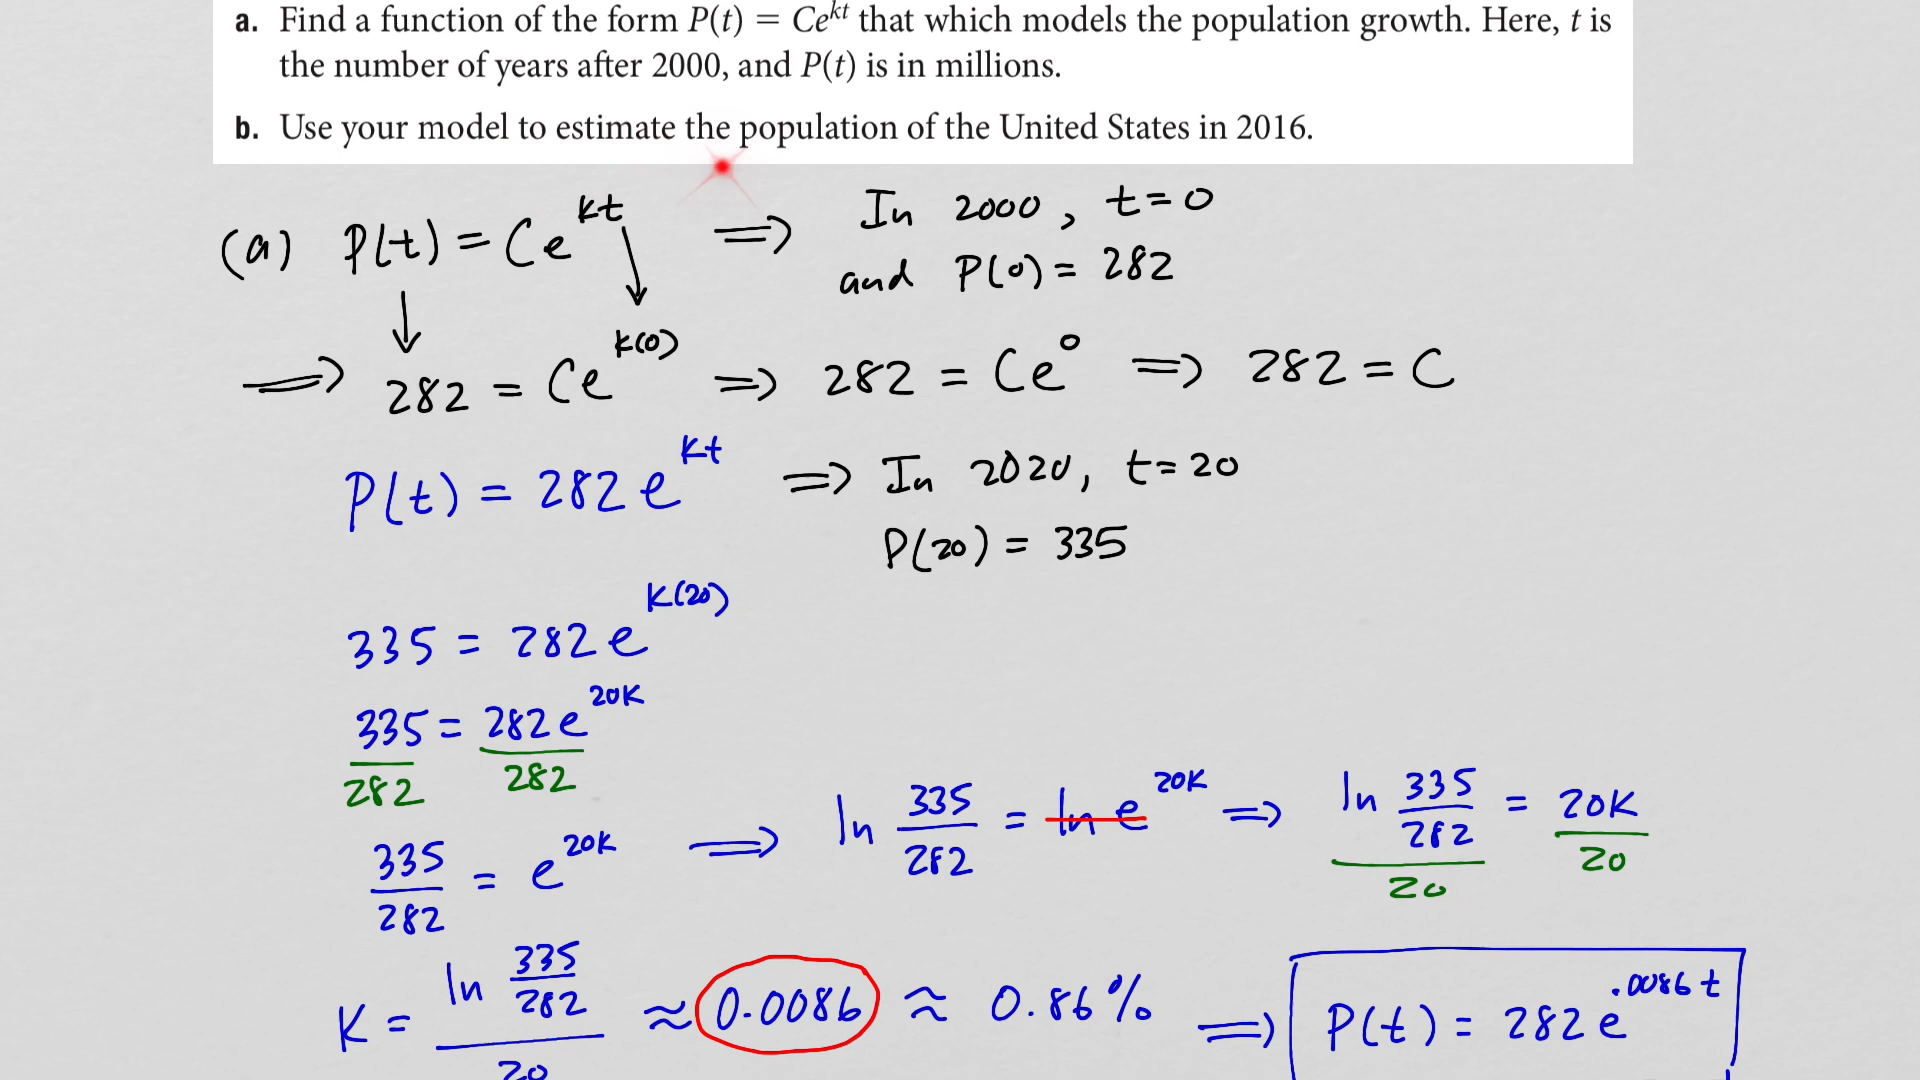 a. Find a function of the form P(t) = Ce^{kt} that which models the population growth. Here, t is
the number of years after 2000, and P(t) is in millions.
b. Use your model to estimate the population of the United States in 2016.
(a) P(t) = Ce^{kt} ⟹ In 2000, t=0
and P(0) = 282
⟹ 282 = Ce^{k(0)} ⟹ 282 = Ce^0 ⟹ 282 = C
P(t) = 282e^{kt} ⟹ In 2020, t=20
P(20) = 335
335 = 282e^{k(20)}
335/282 = 282e^{20k}/282
335/282 = e^{20k} ⟹ ln 335/282 = ln e^{20k} ⟹ (ln 335/282)/20 = 20k/20
k = (ln 335/282)/20 ≈ 0.0086 ≈ 0.86% ⟹ P(t) = 282e^{.0086t}